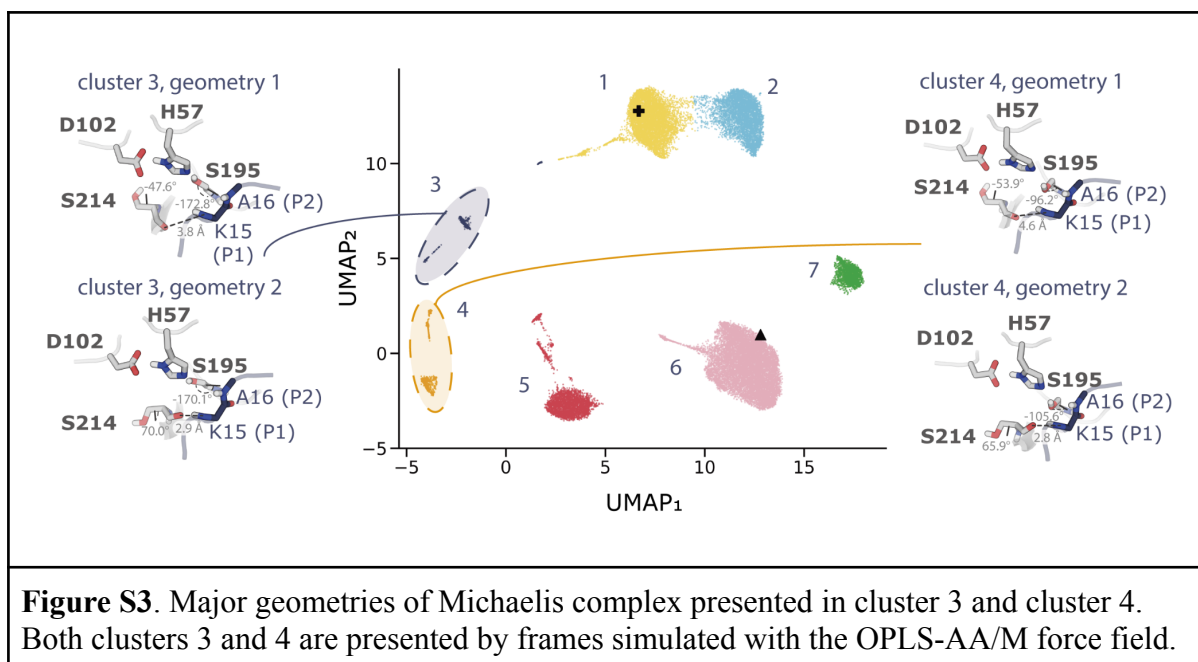 cluster 3, geometry 1
H57
D102
S195
-47.6°
S214
-172.8°
A16 (P2)
3.8 Å
K15
(P1)
cluster 3, geometry 2
H57
D102
S195
-170.1°
A16 (P2)
S214
70.0°
2.9 Å
K15 (P1)
1
2
3
4
5
6
7
10
5
0
−5
UMAP₂
−5
0
5
10
15
UMAP₁
cluster 4, geometry 1
H57
D102
S195
-53.9°
S214
-96.2°
A16 (P2)
4.6 Å
K15 (P1)
cluster 4, geometry 2
H57
D102
S195
A16 (P2)
-105.6°
S214
65.9°
2.8 Å
K15 (P1)
Figure S3. Major geometries of Michaelis complex presented in cluster 3 and cluster 4.
Both clusters 3 and 4 are presented by frames simulated with the OPLS-AA/M force field.